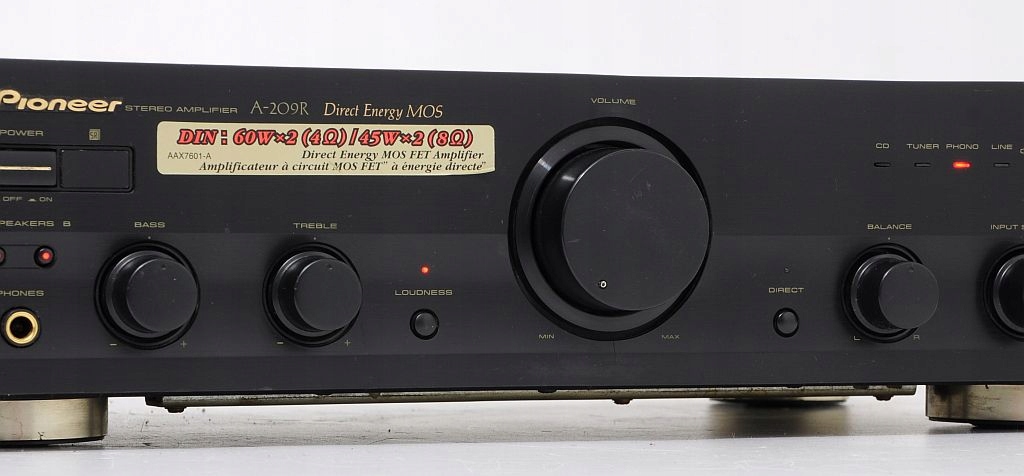 Pioneer STEREO AMPLIFIER A-209R Direct Energy MOS
VOLUME
DIN : 60W×2 (4Ω) / 45W×2 (8Ω)
AAX7601-A
Direct Energy MOS FET Amplifier
Amplificateur à circuit MOS FET" à énergie directe"
POWER
OFF ON
CD TUNER PHONO LINE
PEAKERS B
BASS
TREBLE
BALANCE
INPUT S
PHONES
LOUDNESS
DIRECT
- +
- +
MIN MAX
L R